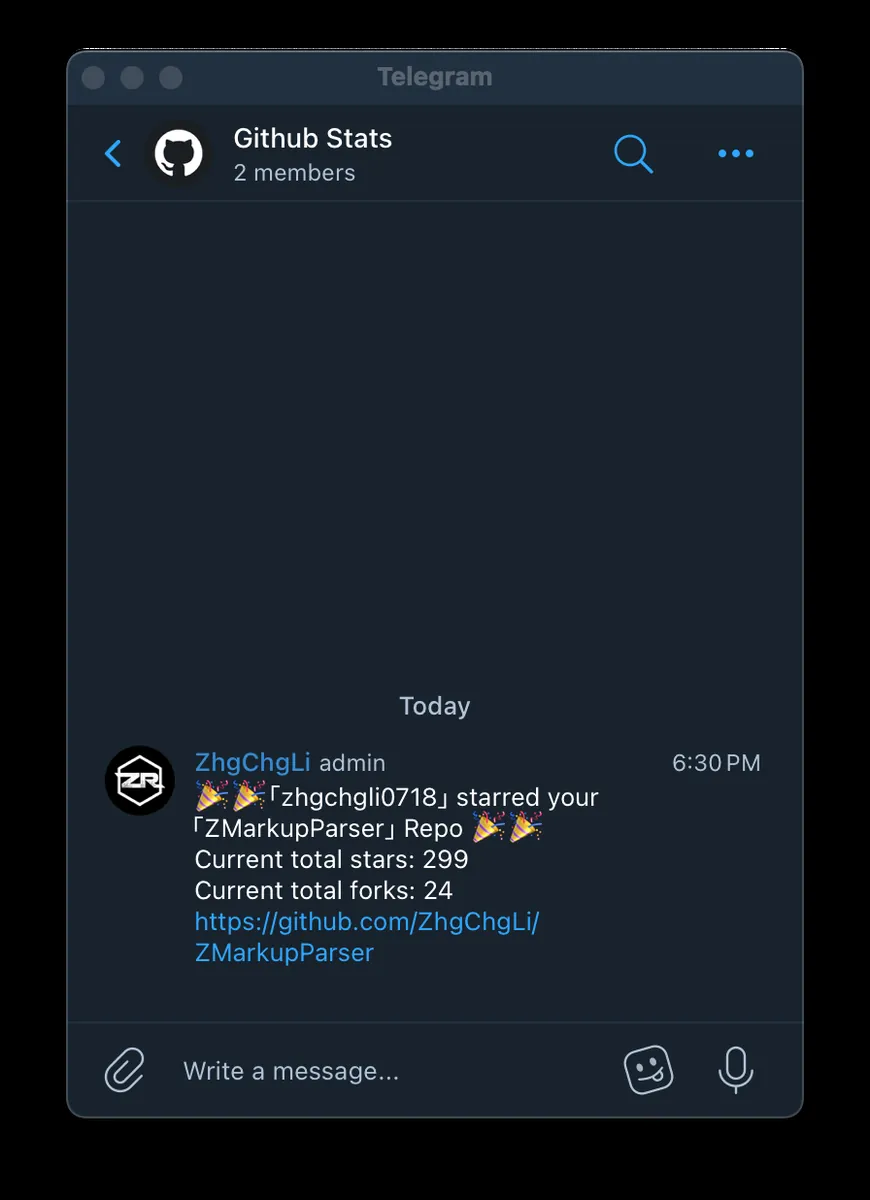 Telegram
Github Stats
2 members
Today
ZhgChgLi admin 6:30 PM
🎉🎉「zhgchgli0718」 starred your
「ZMarkupParser」 Repo 🎉🎉
Current total stars: 299
Current total forks: 24
https://github.com/ZhgChgLi/
ZMarkupParser
Write a message...
ZR